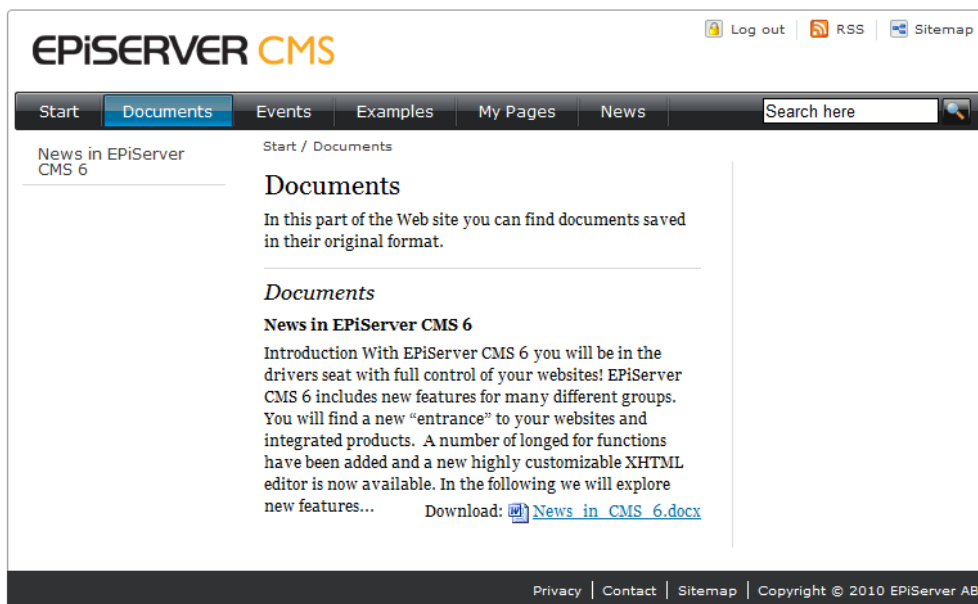 Log out RSS Sitemap
EPiSERVER CMS
Start Documents Events Examples My Pages News Search here
News in EPiServer
CMS 6
Start / Documents
Documents
In this part of the Web site you can find documents saved
in their original format.
Documents
News in EPiServer CMS 6
Introduction With EPiServer CMS 6 you will be in the
drivers seat with full control of your websites! EPiServer
CMS 6 includes new features for many different groups.
You will find a new “entrance” to your websites and
integrated products.  A number of longed for functions
have been added and a new highly customizable XHTML
editor is now available. In the following we will explore
new features...
Download: News_in_CMS_6.docx
Privacy | Contact | Sitemap | Copyright © 2010 EPiServer AB